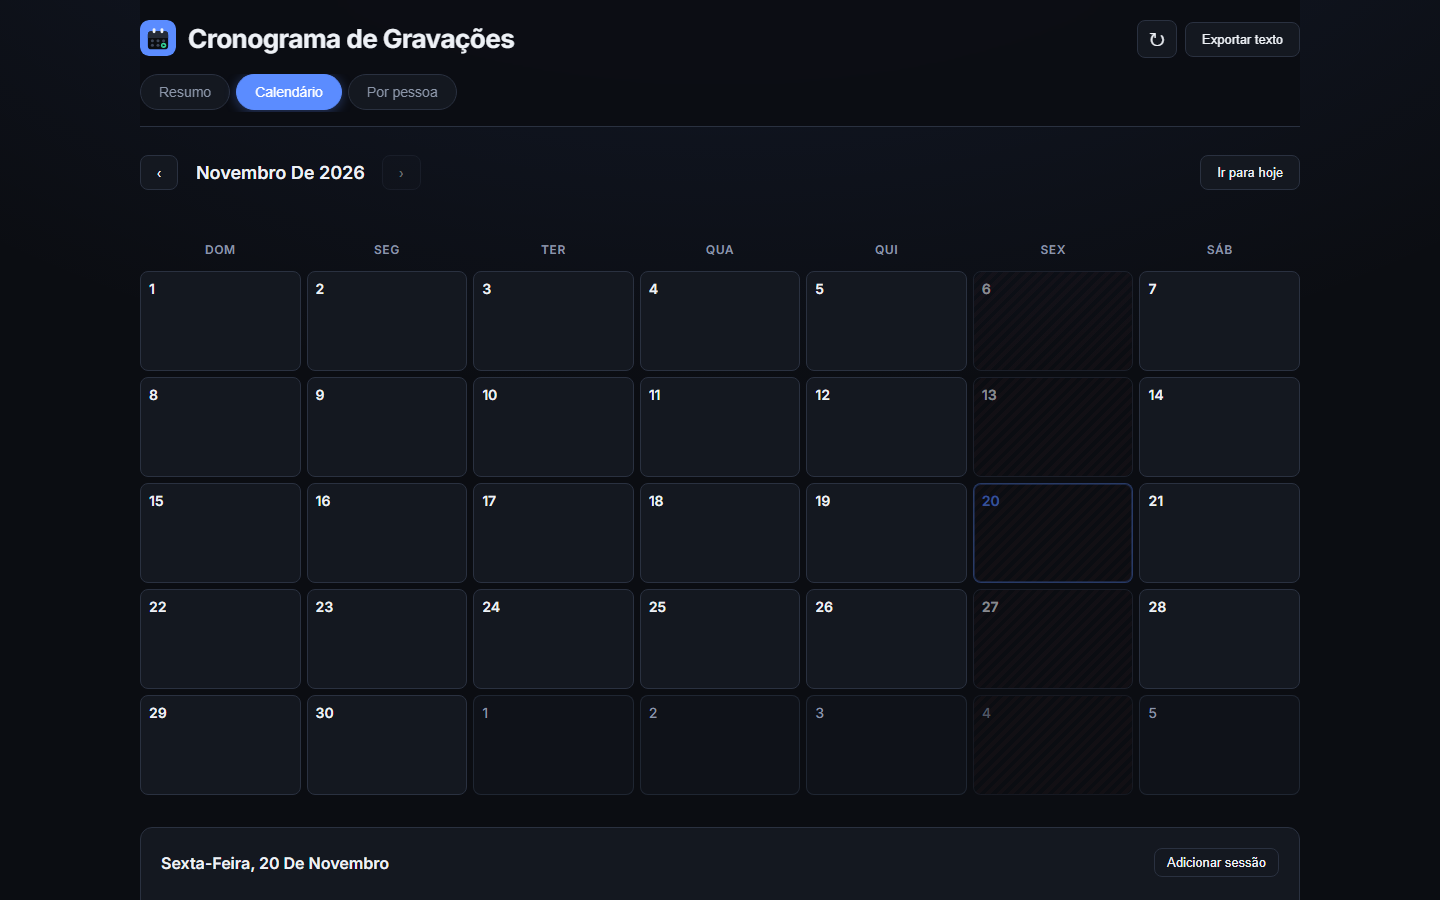 Cronograma de Gravações
↻ Exportar texto
Resumo Calendário Por pessoa
‹ Novembro De 2026 › Ir para hoje
DOM SEG TER QUA QUI SEX SÁB
1 2 3 4 5 6 7
8 9 10 11 12 13 14
15 16 17 18 19 20 21
22 23 24 25 26 27 28
29 30 1 2 3 4 5
Sexta-Feira, 20 De Novembro Adicionar sessão